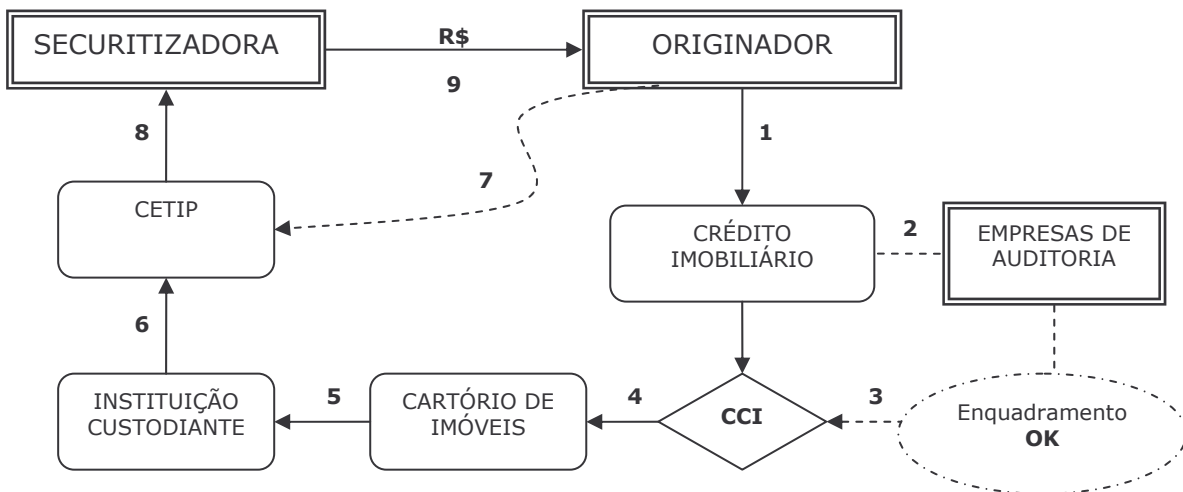 SECURITIZADORA
R$
ORIGINADOR
9
8
1
7
CETIP
CRÉDITO
IMOBILIÁRIO
2
EMPRESAS DE
AUDITORIA
6
INSTITUIÇÃO
CUSTODIANTE
5
CARTÓRIO DE
IMÓVEIS
4
CCI
3
Enquadramento
OK